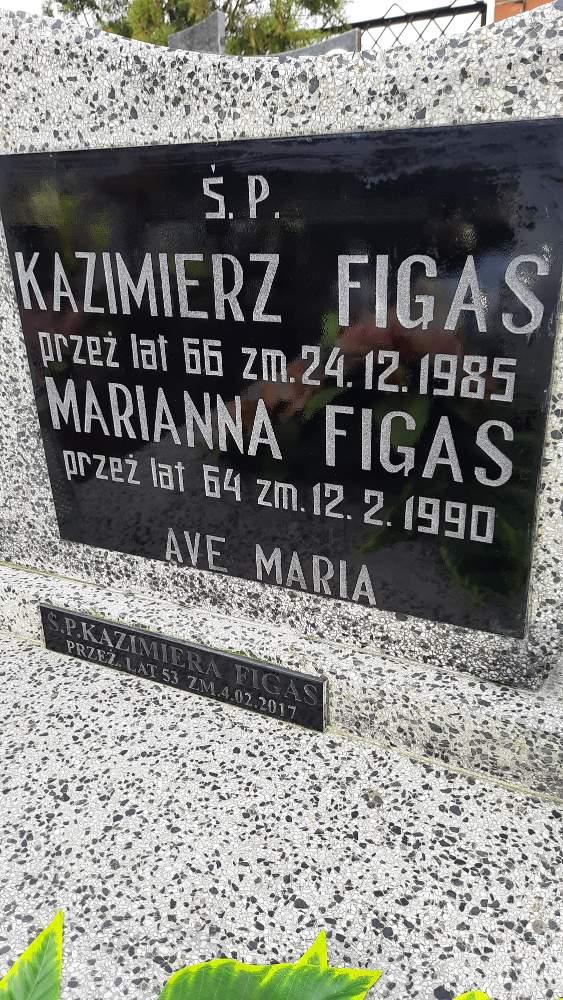 Ś.P.
KAZIMIERZ FIGAS
przeż lat 66 zm. 24.12.1985
MARIANNA FIGAS
przeż lat 64 zm. 12.2.1990
AVE MARIA
Ś.P.KAZIMIERA FIGAS
PRZEŻ. LAT 53 ZM.4.02.2017